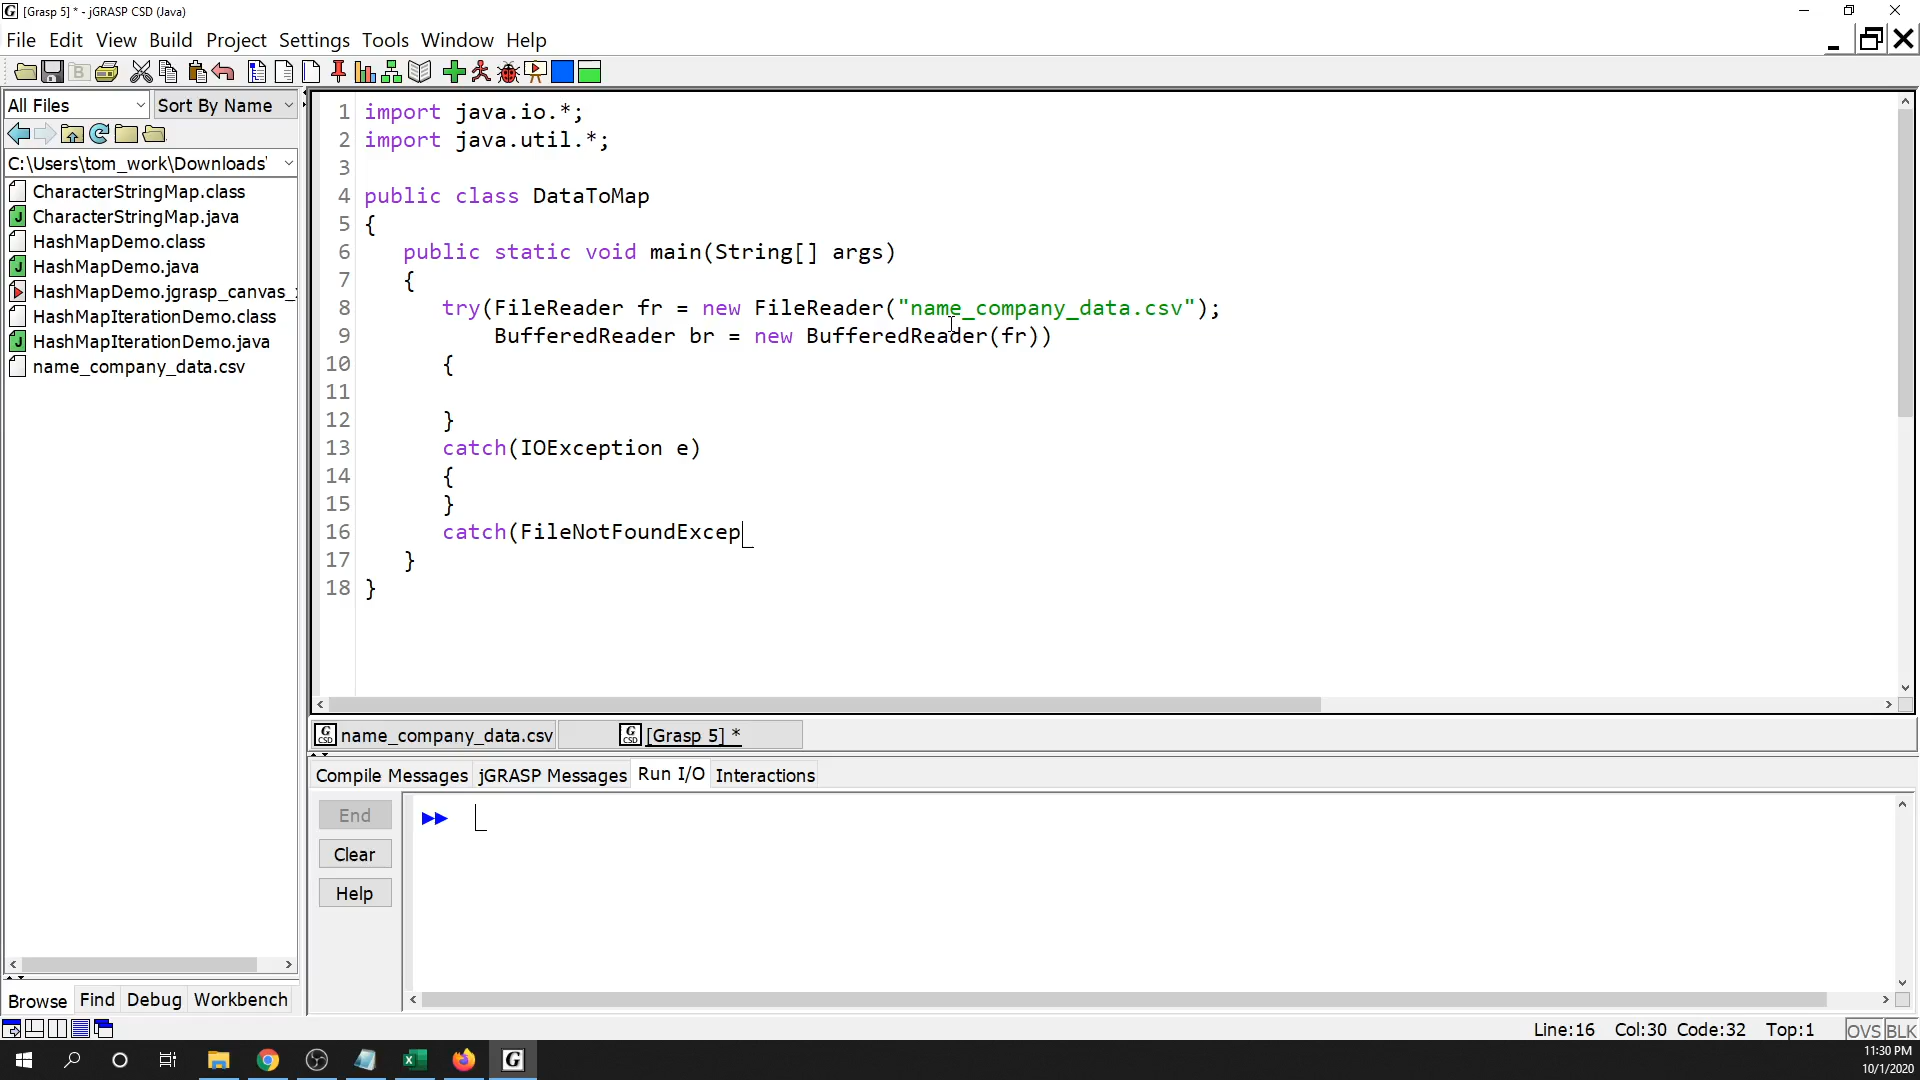 [Grasp 5] * - jGRASP CSD (Java)
File Edit View Build Project Settings Tools Window Help
All Files Sort By Name
C:\Users\tom_work\Downloads'
CharacterStringMap.class
CharacterStringMap.java
HashMapDemo.class
HashMapDemo.java
HashMapDemo.jgrasp_canvas_
HashMapIterationDemo.class
HashMapIterationDemo.java
name_company_data.csv
1 import java.io.*;
2 import java.util.*;
3
4 public class DataToMap
5 {
6 public static void main(String[] args)
7 {
8 try(FileReader fr = new FileReader("name_company_data.csv");
9 BufferedReader br = new BufferedReader(fr))
10 {
11
12 }
13 catch(IOException e)
14 {
15 }
16 catch(FileNotFoundExcep
17 }
18 }
name_company_data.csv [Grasp 5] *
Compile Messages jGRASP Messages Run I/O Interactions
End
Clear
Help
Browse Find Debug Workbench
Line:16 Col:30 Code:32 Top:1 OVS BLK
11:30 PM
10/1/2020